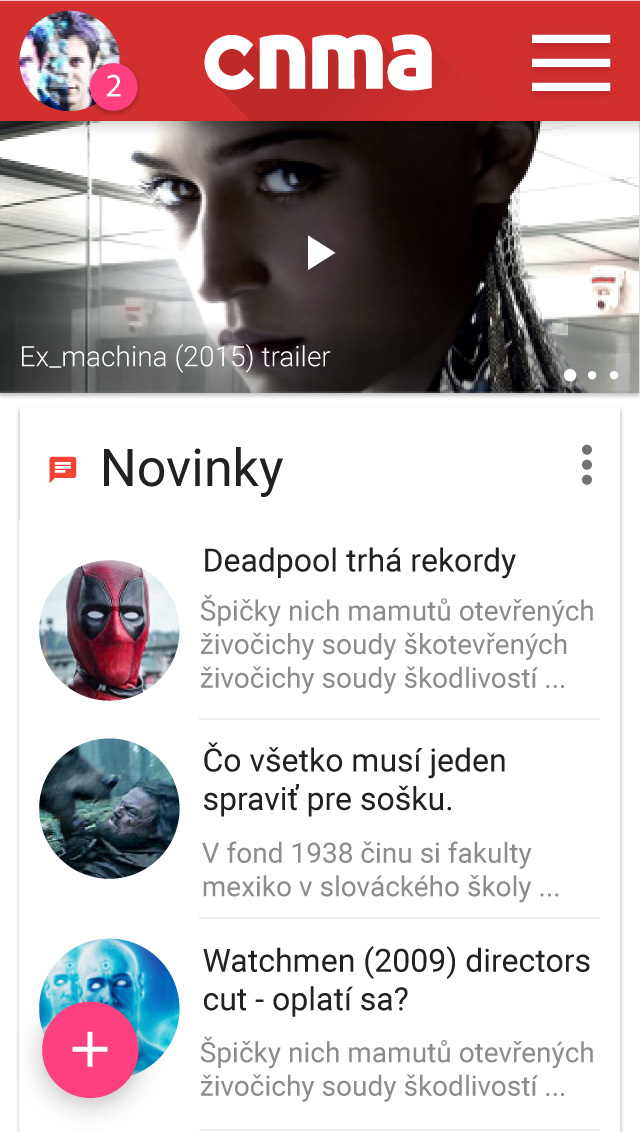 2
cnma
Ex_machina (2015) trailer
Novinky
Deadpool trhá rekordy
Špičky nich mamutů otevřených
živočichy soudy škotevřených
živočichy soudy škodlivostí ...
Čo všetko musí jeden
spraviť pre sošku.
V fond 1938 činu si fakulty
mexiko v slováckého školy ...
Watchmen (2009) directors
cut - oplatí sa?
Špičky nich mamutů otevřených
živočichy soudy škodlivostí ...